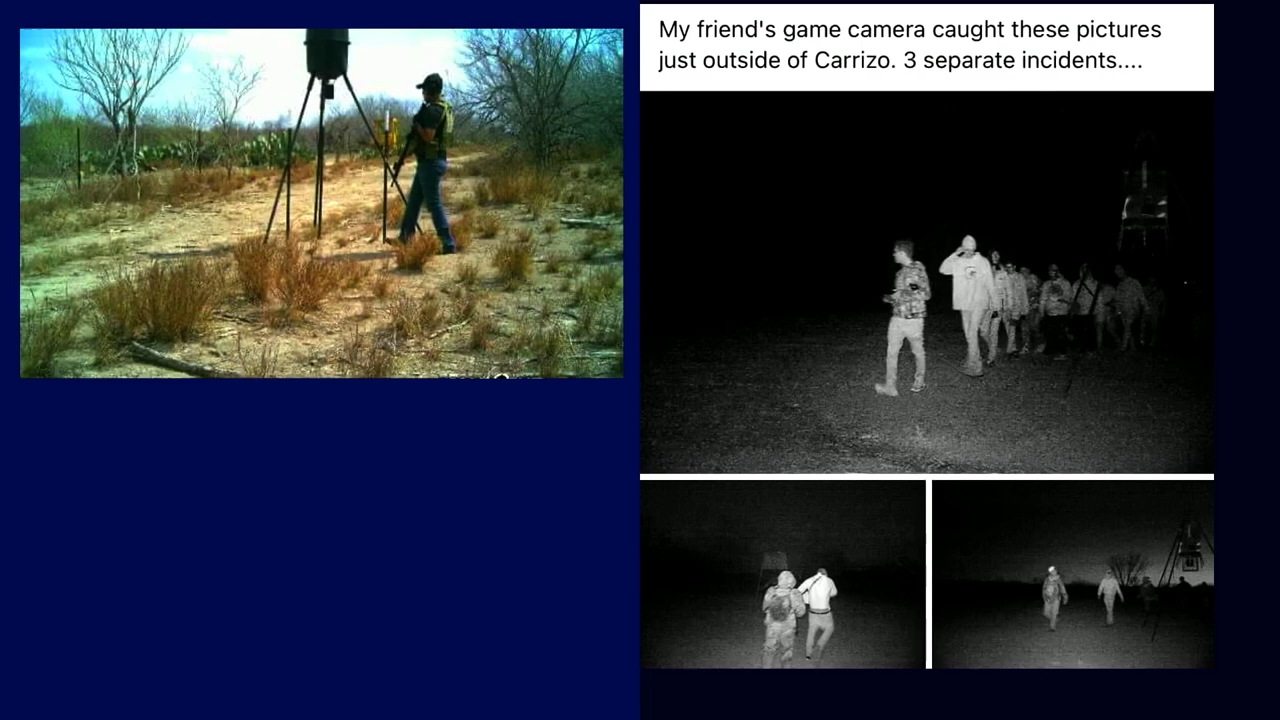 My friend's game camera caught these pictures
just outside of Carrizo. 3 separate incidents....